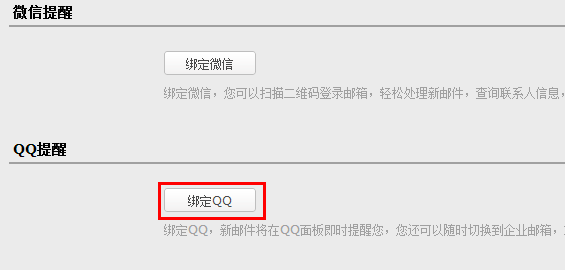 微信提醒
绑定微信
绑定微信，您可以扫描二维码登录邮箱，轻松处理新邮件，查询联系人信息，
QQ提醒
绑定QQ
绑定QQ，新邮件将在QQ面板即时提醒您，您还可以随时切换到企业邮箱，